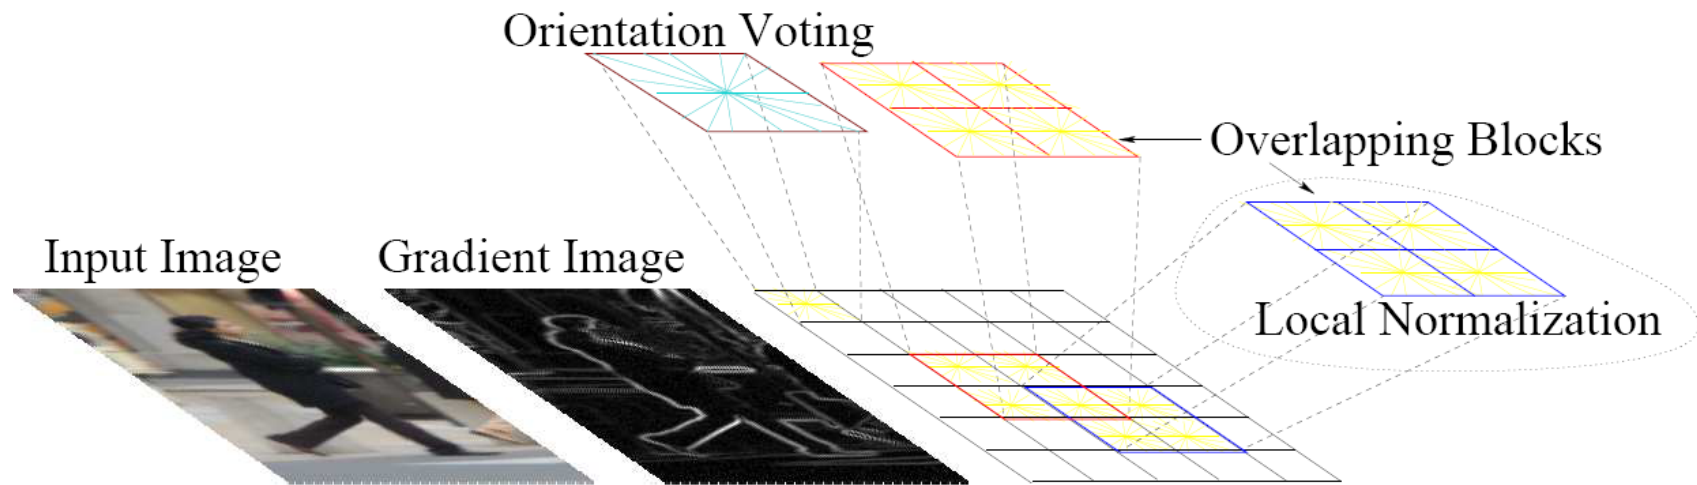 Orientation Voting
Overlapping Blocks
Input Image
Gradient Image
Local Normalization